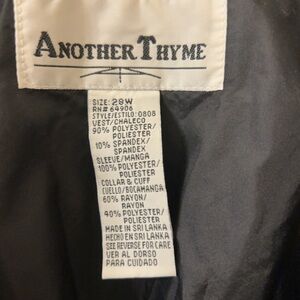 ANOTHER THYME
SIZE: 28W
RN# 64906
STYLE/ESTILO: 0808
VEST/CHALECO
90% POLYESTER/
POLIESTER
10% SPANDEX/
SPANDEX
SLEEVE/MANGA
100% POLYESTER/
POLIESTER
COLLAR & CUFF
CUELLO/BOCAMANGA
60% RAYON/
RAYON
40% POLYESTER/
POLIESTER
MADE IN SRI LANKA
HECHO EN SRI LANKA
SEE REVERSE FOR CARE
VER AL DORSO
PARA CUIDADO